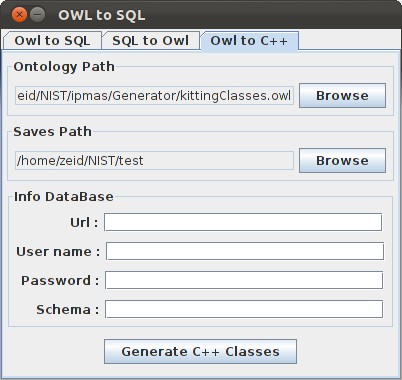 OWL to SQL
Owl to SQL SQL to Owl Owl to C++
Ontology Path
eid/NIST/ipmas/Generator/kittingClasses.owl Browse
Saves Path
/home/zeid/NIST/test Browse
Info DataBase
Url :
User name :
Password :
Schema :
Generate C++ Classes